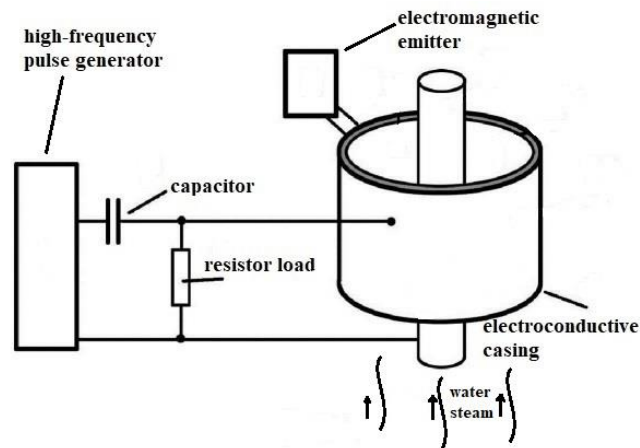 high-frequency
pulse generator
electromagnetic
emitter
capacitor
resistor load
electroconductive
casing
water
steam